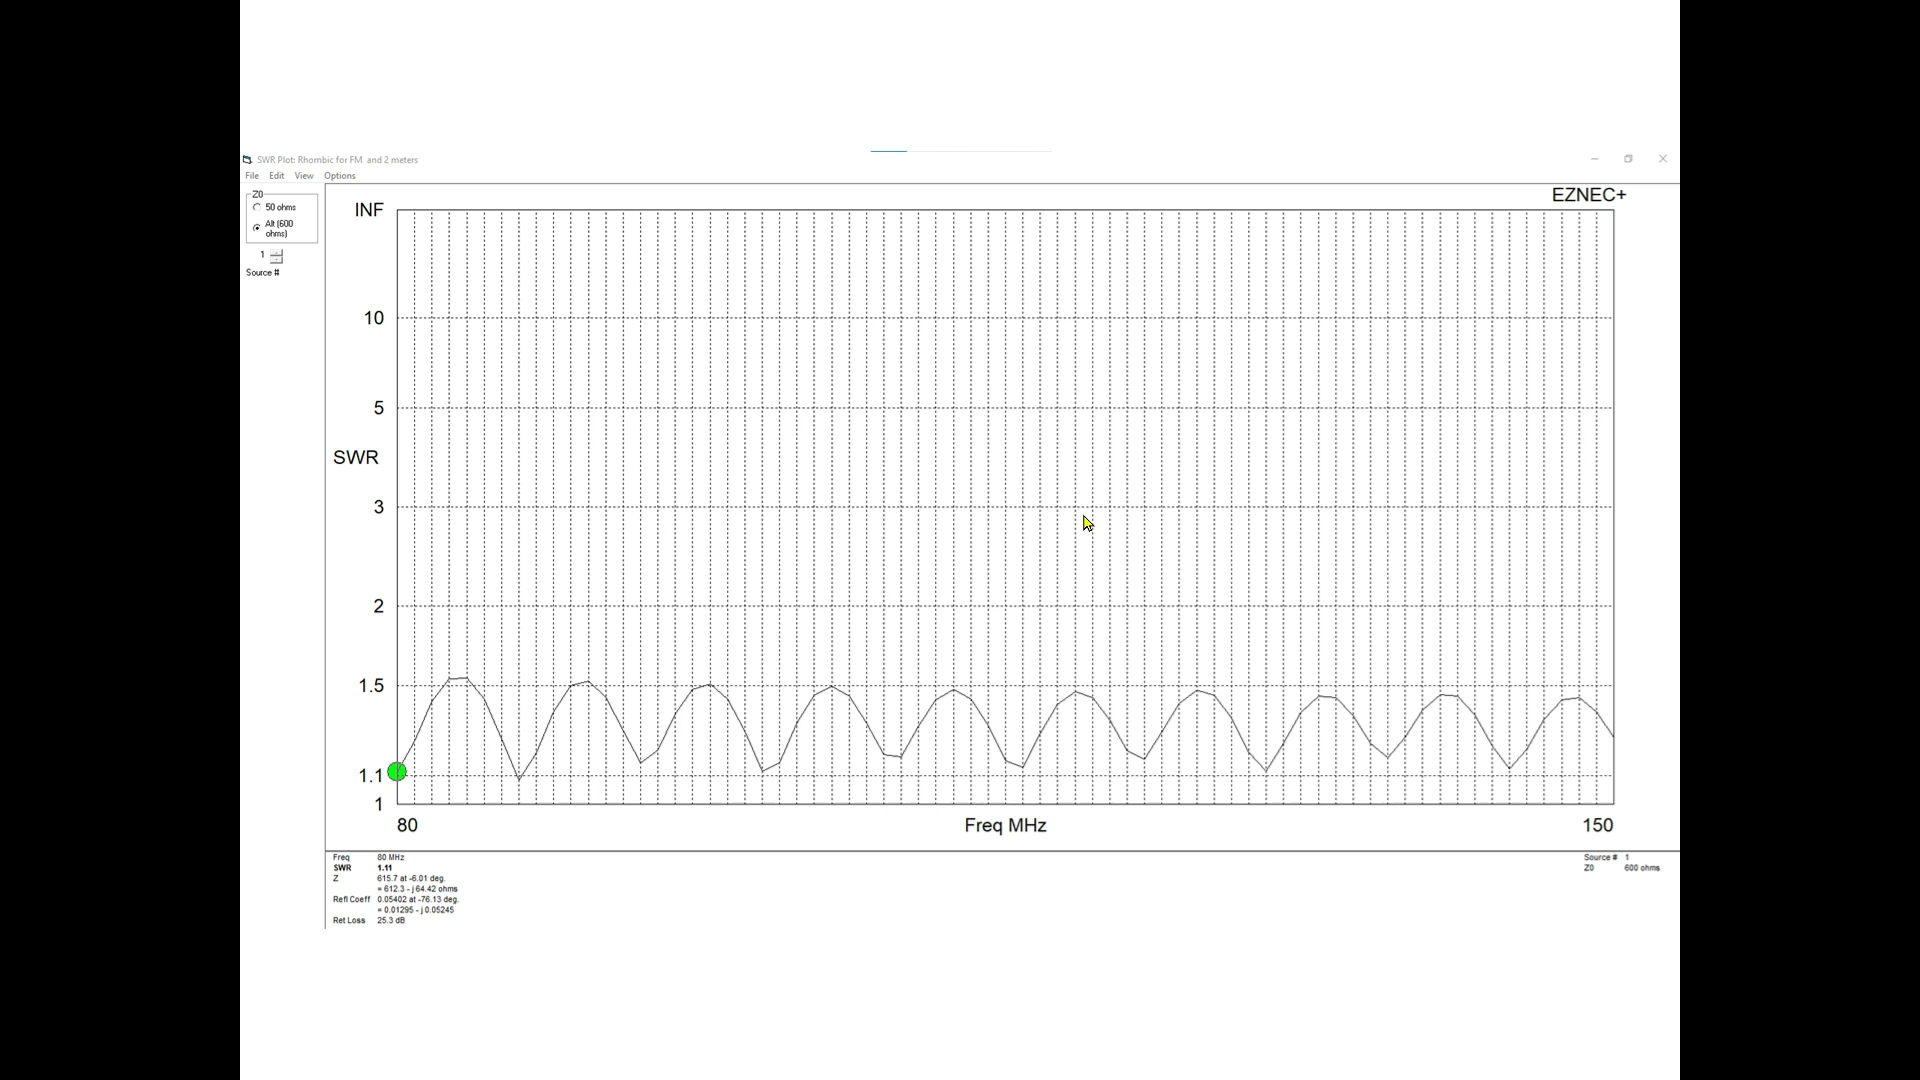 SWR Plot: Rhombic for FM and 2 meters
File Edit View Options
EZNEC+
Z0
50 ohms
Alt (600
ohms)
1
Source #
INF
10
5
SWR
3
2
1.5
1.1
1
80 Freq MHz 150
Freq 80 MHz Source # 1
SWR 1.11 Z0 600 ohms
Z 615.7 at -6.01 deg.
= 612.3 - j 64.42 ohms
Refl Coeff 0.05402 at -76.13 deg.
= 0.01295 - j 0.05245
Ret Loss 25.3 dB